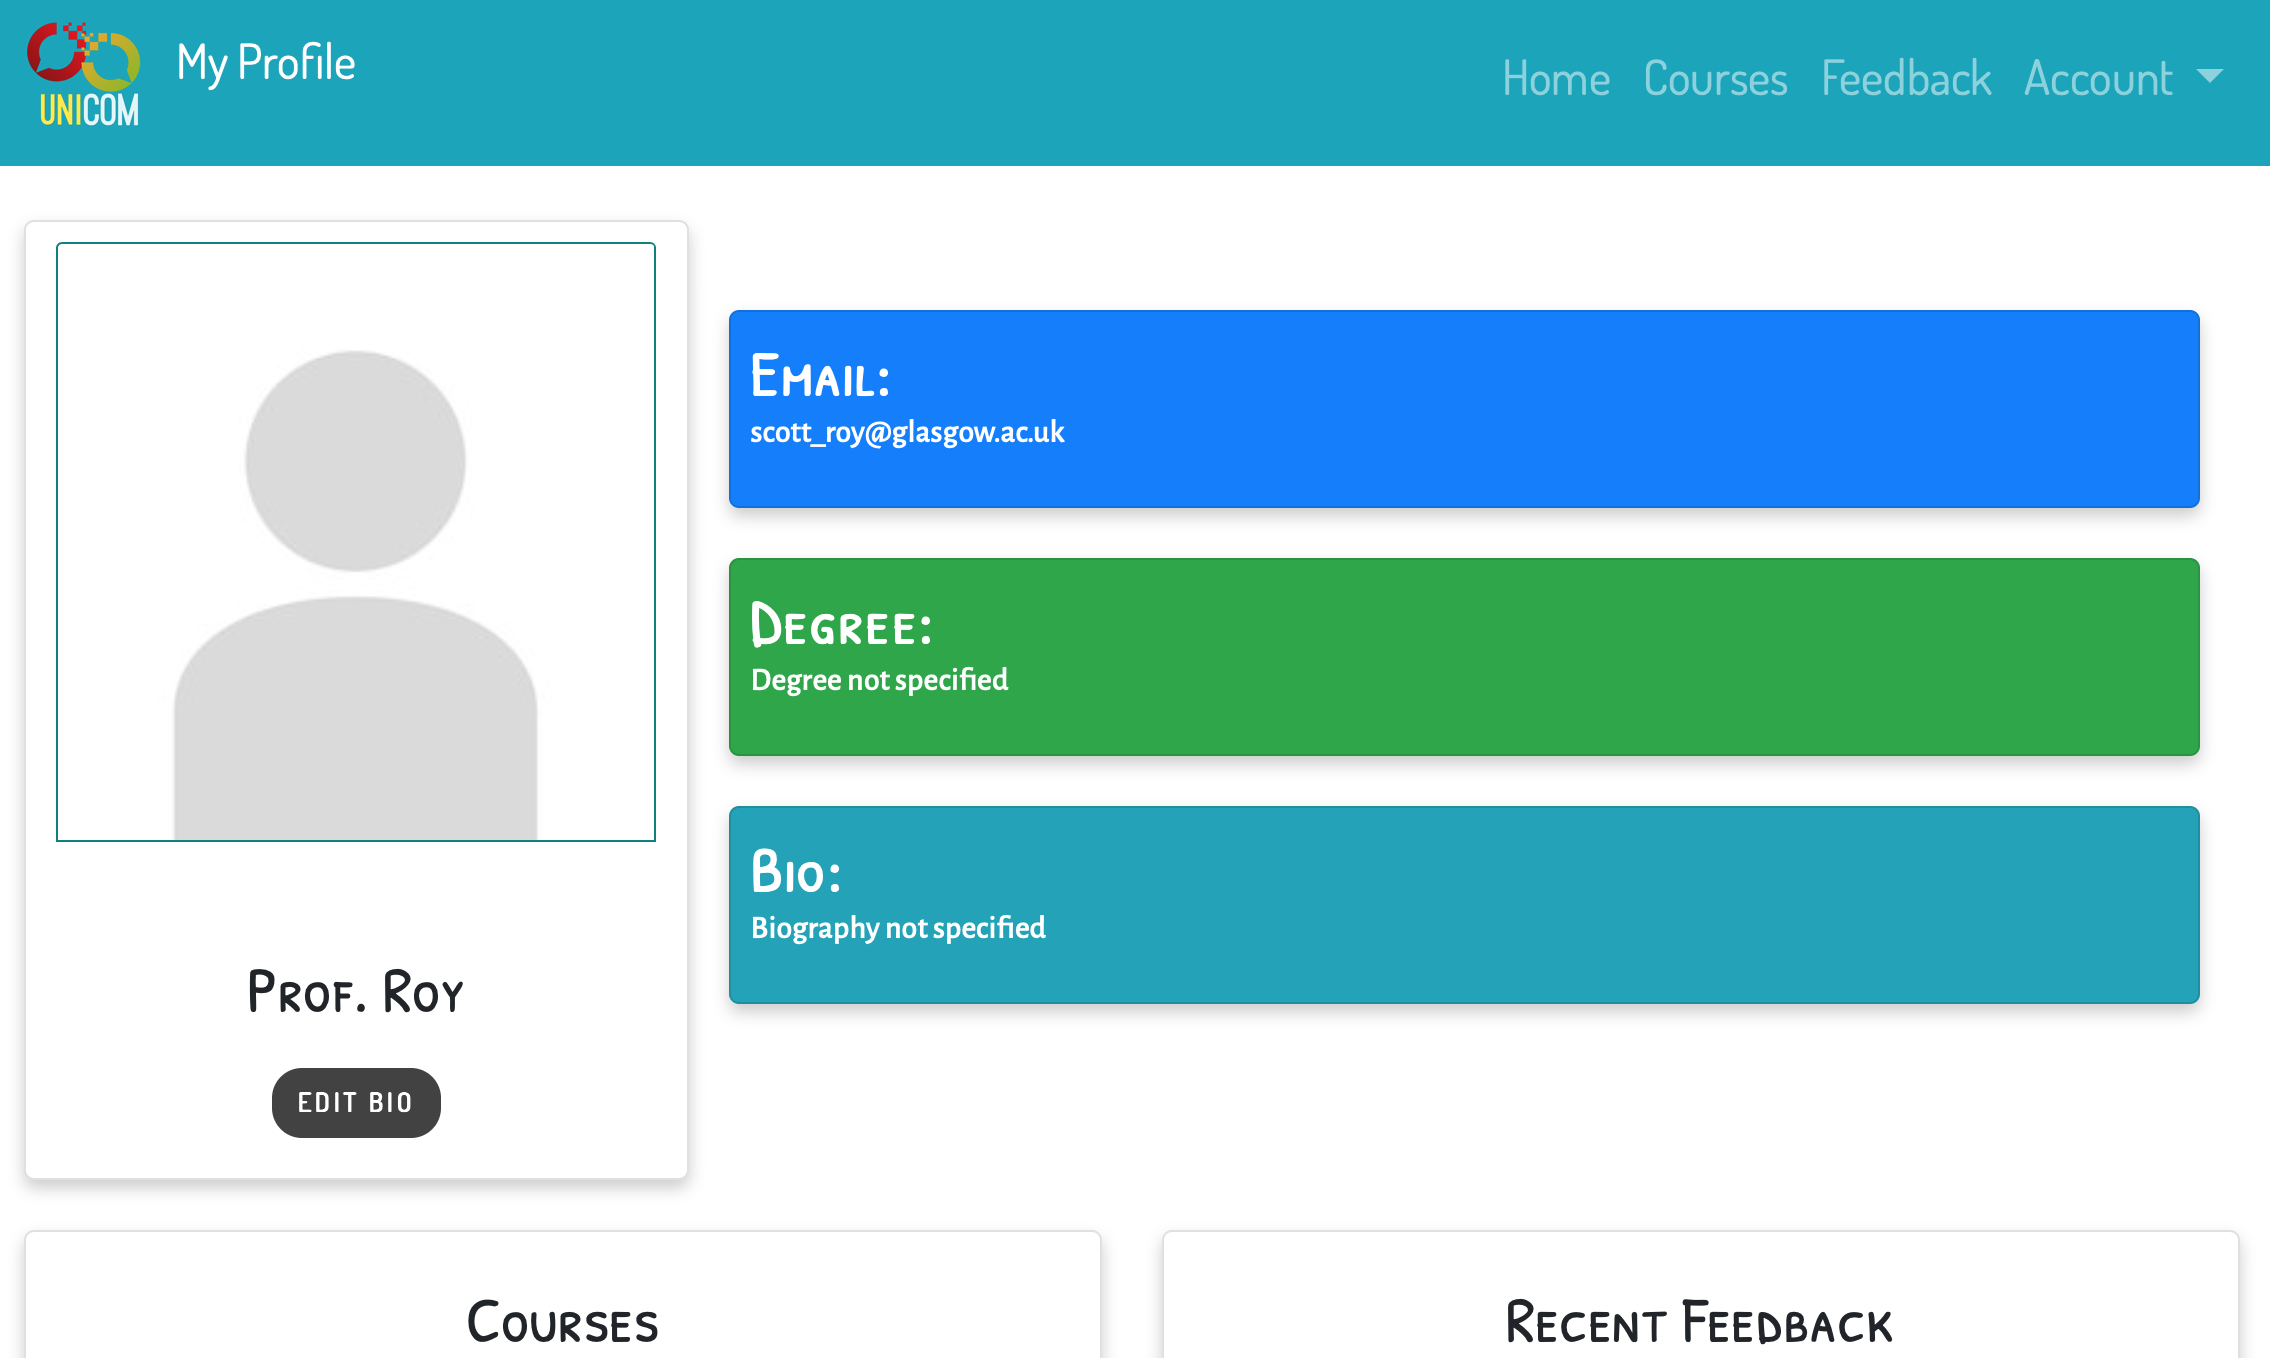 UNICOM
My Profile
Home Courses Feedback Account
Email:
scott_roy@glasgow.ac.uk
Degree:
Degree not specified
Bio:
Biography not specified
Prof. Roy
EDIT BIO
Courses
Recent Feedback